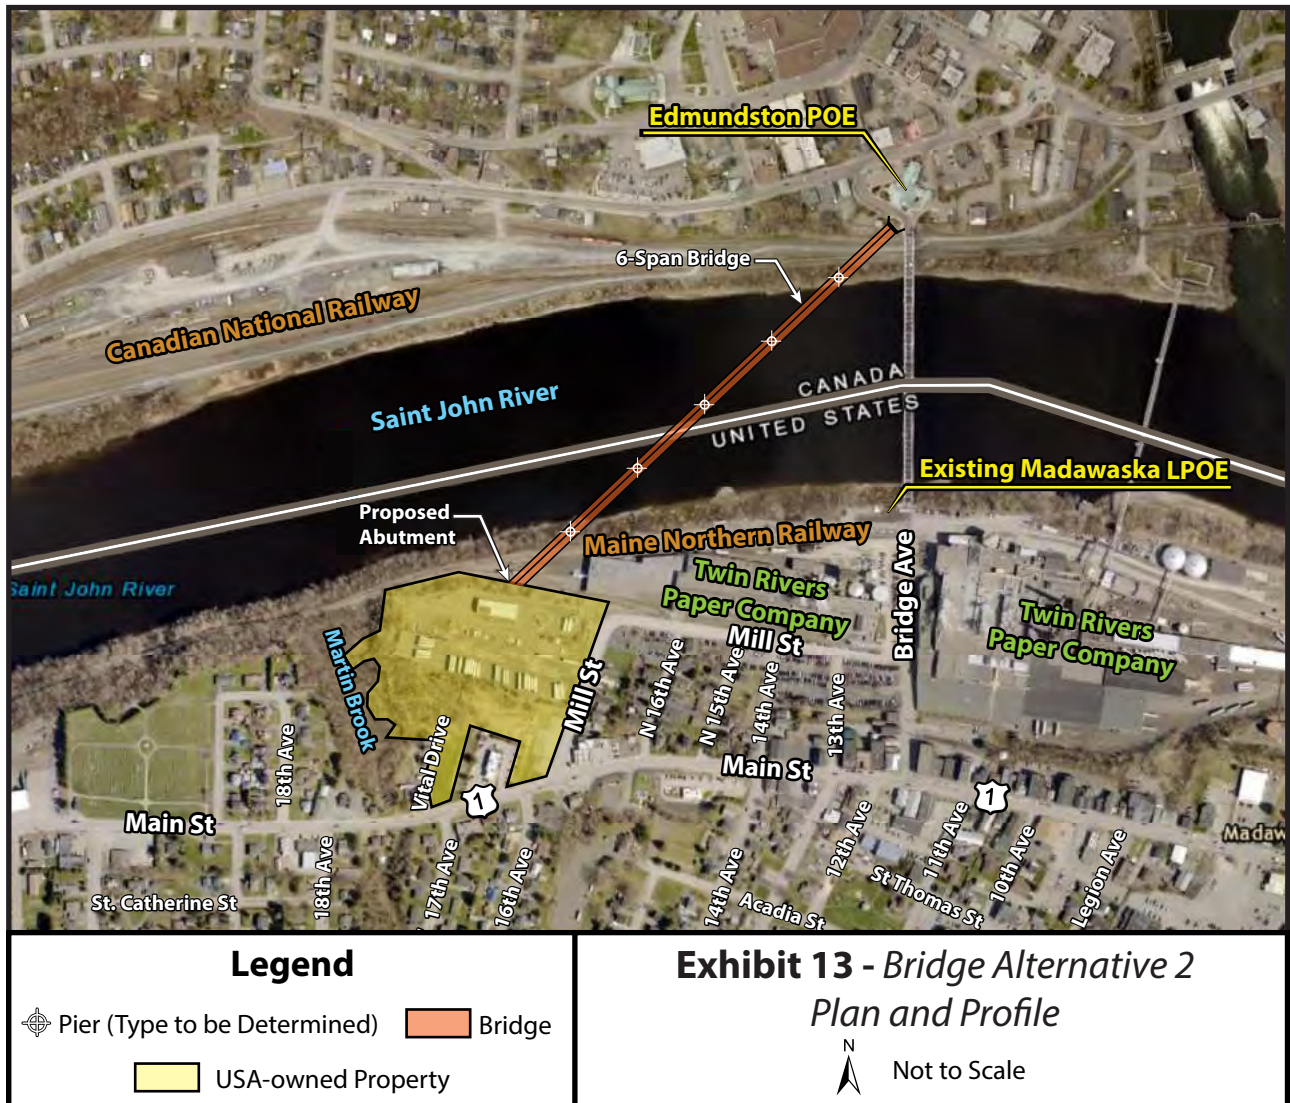 Edmundston POE
6-Span Bridge
Canadian National Railway
CANADA
Saint John River
UNITED STATES
Existing Madawaska LPOE
Proposed
Abutment
Maine Northern Railway
Bridge Ave
Saint John River
Twin Rivers
Paper Company
Twin Rivers
Paper Company
Mill St
Martin Brook
Mill St
N 16th Ave
N 15th Ave
14th Ave
13th Ave
18th Ave
Vital Drive
Main St
1
1
Main St
Madaw
18th Ave
17th Ave
16th Ave
14th Ave
12th Ave
11th Ave
10th Ave
Legion Ave
St Thomas St
Acadia St
St. Catherine St
Legend
Pier (Type to be Determined)
Bridge
USA-owned Property
Exhibit 13 - Bridge Alternative 2
Plan and Profile
N
Not to Scale